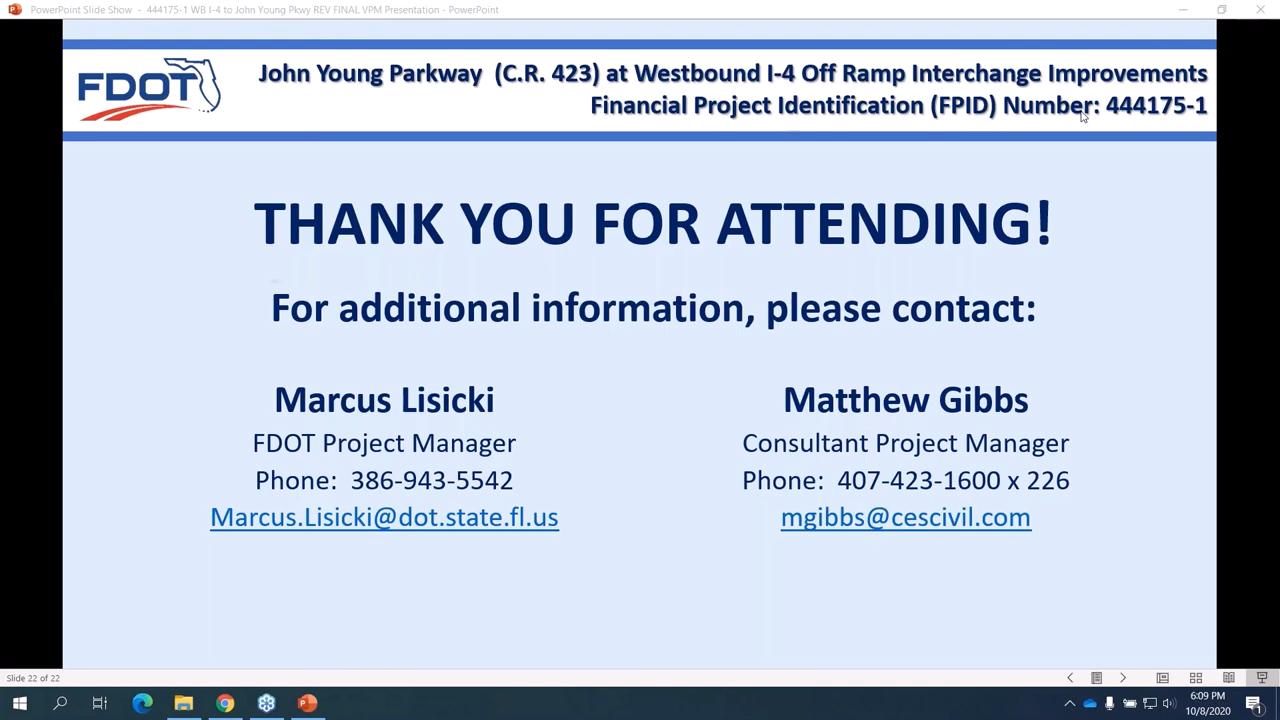 PowerPoint Slide Show - 444175-1 WB I-4 to John Young Pkwy REV FINAL VPM Presentation - PowerPoint
FDOT
John Young Parkway (C.R. 423) at Westbound I-4 Off Ramp Interchange Improvements
Financial Project Identification (FPID) Number: 444175-1
THANK YOU FOR ATTENDING!
For additional information, please contact:
Marcus Lisicki
FDOT Project Manager
Phone: 386-943-5542
Marcus.Lisicki@dot.state.fl.us
Matthew Gibbs
Consultant Project Manager
Phone: 407-423-1600 x 226
mgibbs@cescivil.com
Slide 22 of 22
6:09 PM
10/8/2020
1